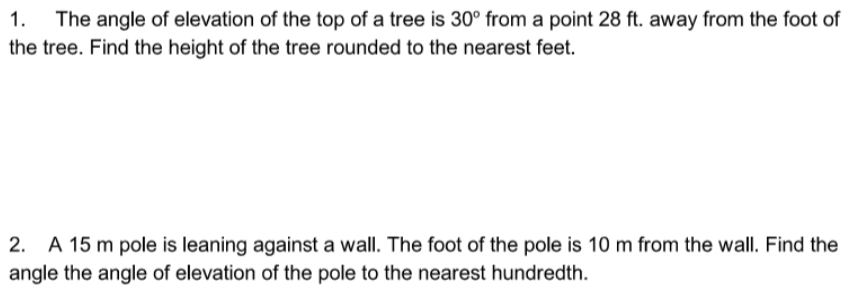 1. The angle of elevation of the top of a tree is 30º from a point 28 ft. away from the foot of
the tree. Find the height of the tree rounded to the nearest feet.
2. A 15 m pole is leaning against a wall. The foot of the pole is 10 m from the wall. Find the
angle the angle of elevation of the pole to the nearest hundredth.